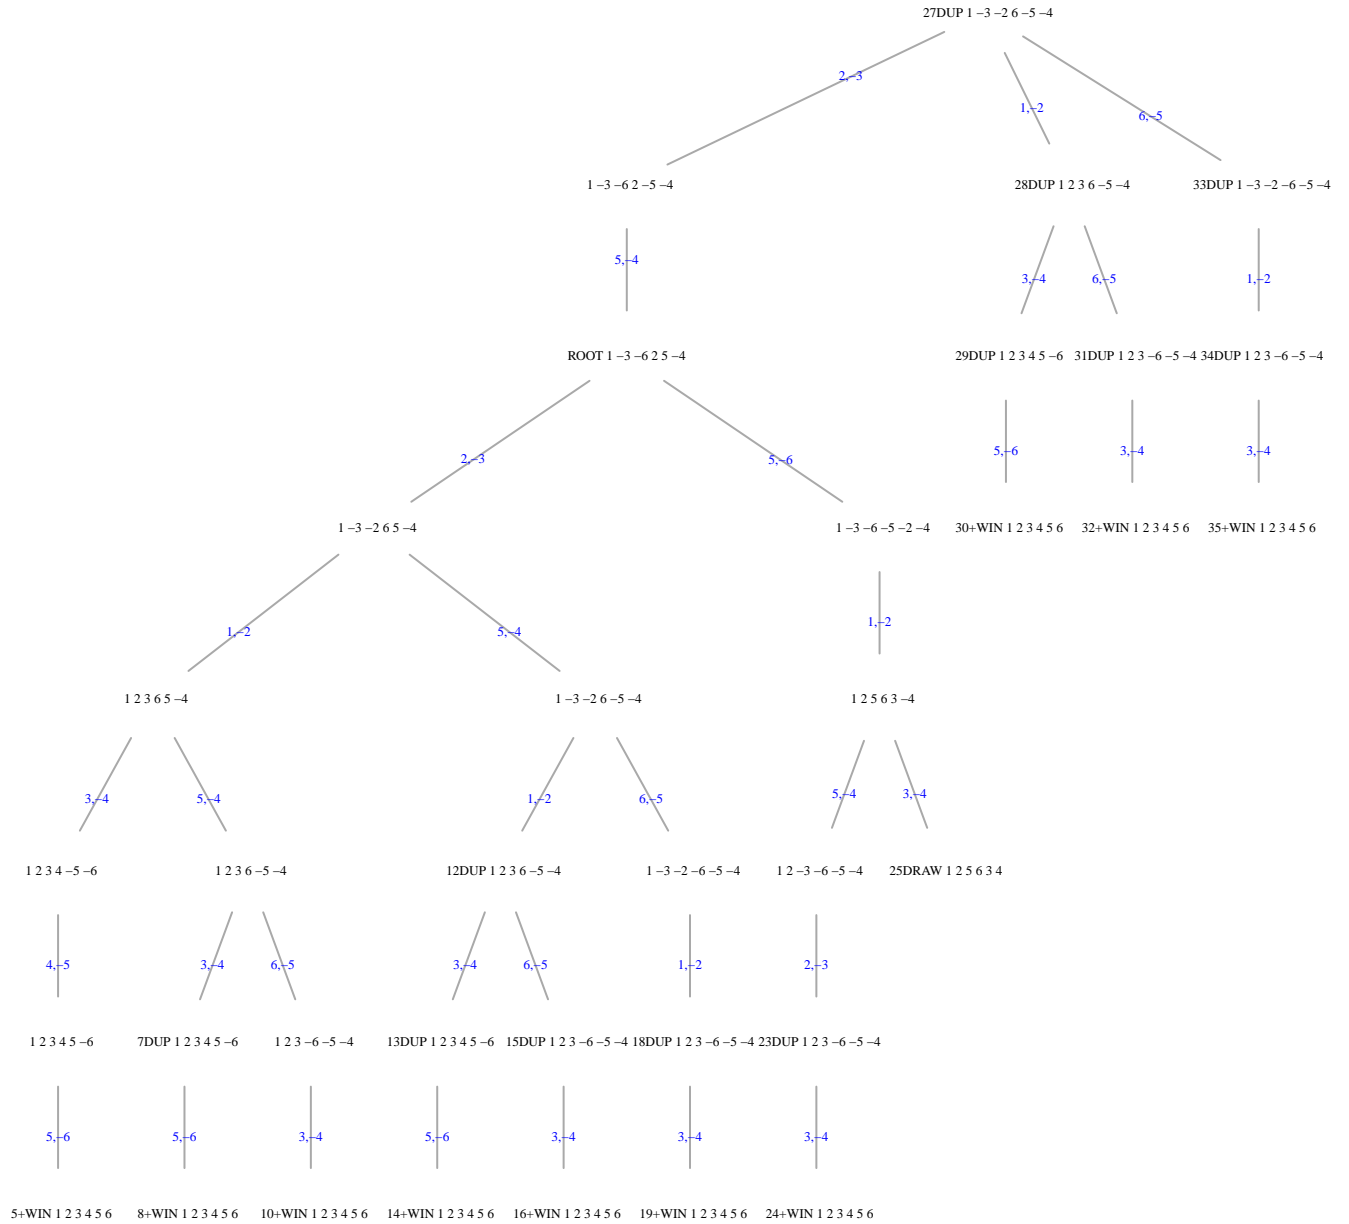 27DUP 1 −3 −2 6 −5 −4
2,−3
1,−2
6,−5
1 −3 −6 2 −5 −4
28DUP 1 2 3 6 −5 −4
33DUP 1 −3 −2 −6 −5 −4
5,−4
3,−4
6,−5
1,−2
ROOT 1 −3 −6 2 5 −4
29DUP 1 2 3 4 5 −6
31DUP 1 2 3 −6 −5 −4
34DUP 1 2 3 −6 −5 −4
2,−3
5,−6
5,−6
3,−4
3,−4
1 −3 −2 6 5 −4
1 −3 −6 −5 −2 −4
30+WIN 1 2 3 4 5 6
32+WIN 1 2 3 4 5 6
35+WIN 1 2 3 4 5 6
1,−2
5,−4
1,−2
1 2 3 6 5 −4
1 −3 −2 6 −5 −4
1 2 5 6 3 −4
3,−4
5,−4
1,−2
6,−5
5,−4
3,−4
1 2 3 4 −5 −6
1 2 3 6 −5 −4
12DUP 1 2 3 6 −5 −4
1 −3 −2 −6 −5 −4
1 2 −3 −6 −5 −4
25DRAW 1 2 5 6 3 4
4,−5
3,−4
6,−5
3,−4
6,−5
1,−2
2,−3
1 2 3 4 5 −6
7DUP 1 2 3 4 5 −6
1 2 3 −6 −5 −4
13DUP 1 2 3 4 5 −6
15DUP 1 2 3 −6 −5 −4
18DUP 1 2 3 −6 −5 −4
23DUP 1 2 3 −6 −5 −4
5,−6
5,−6
3,−4
5,−6
3,−4
3,−4
3,−4
5+WIN 1 2 3 4 5 6
8+WIN 1 2 3 4 5 6
10+WIN 1 2 3 4 5 6
14+WIN 1 2 3 4 5 6
16+WIN 1 2 3 4 5 6
19+WIN 1 2 3 4 5 6
24+WIN 1 2 3 4 5 6